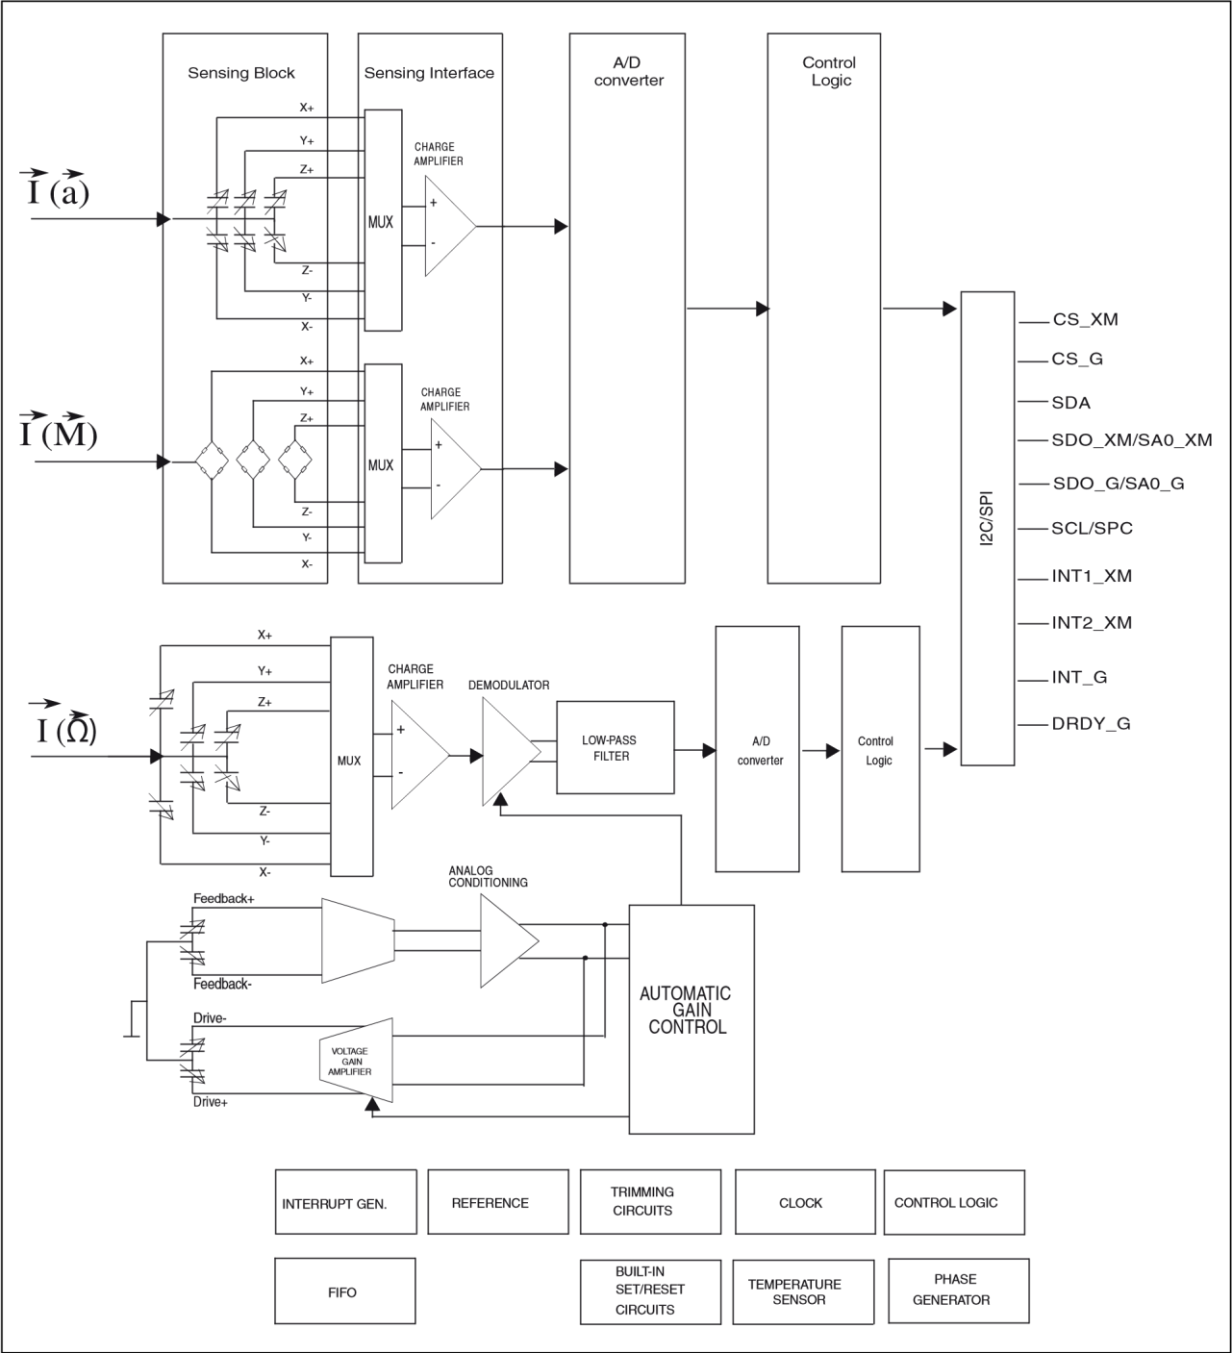 Sensing Block
Sensing Interface
A/D
converter
Control
Logic
X+
Y+
Z+
I (a)
CHARGE
AMPLIFIER
+
-
MUX
Z-
Y-
X-
X+
Y+
Z+
I (M)
CHARGE
AMPLIFIER
+
-
MUX
Z-
Y-
X-
I2C/SPI
CS_XM
CS_G
SDA
SDO_XM/SA0_XM
SDO_G/SA0_G
SCL/SPC
INT1_XM
INT2_XM
INT_G
DRDY_G
X+
Y+
Z+
I (Ω)
MUX
Z-
Y-
X-
CHARGE
AMPLIFIER
+
-
DEMODULATOR
LOW-PASS
FILTER
A/D
converter
Control
Logic
ANALOG
CONDITIONING
Feedback+
Feedback-
Drive-
VOLTAGE
GAIN
AMPLIFIER
Drive+
AUTOMATIC
GAIN
CONTROL
INTERRUPT GEN.
REFERENCE
TRIMMING
CIRCUITS
CLOCK
CONTROL LOGIC
FIFO
BUILT-IN
SET/RESET
CIRCUITS
TEMPERATURE
SENSOR
PHASE
GENERATOR